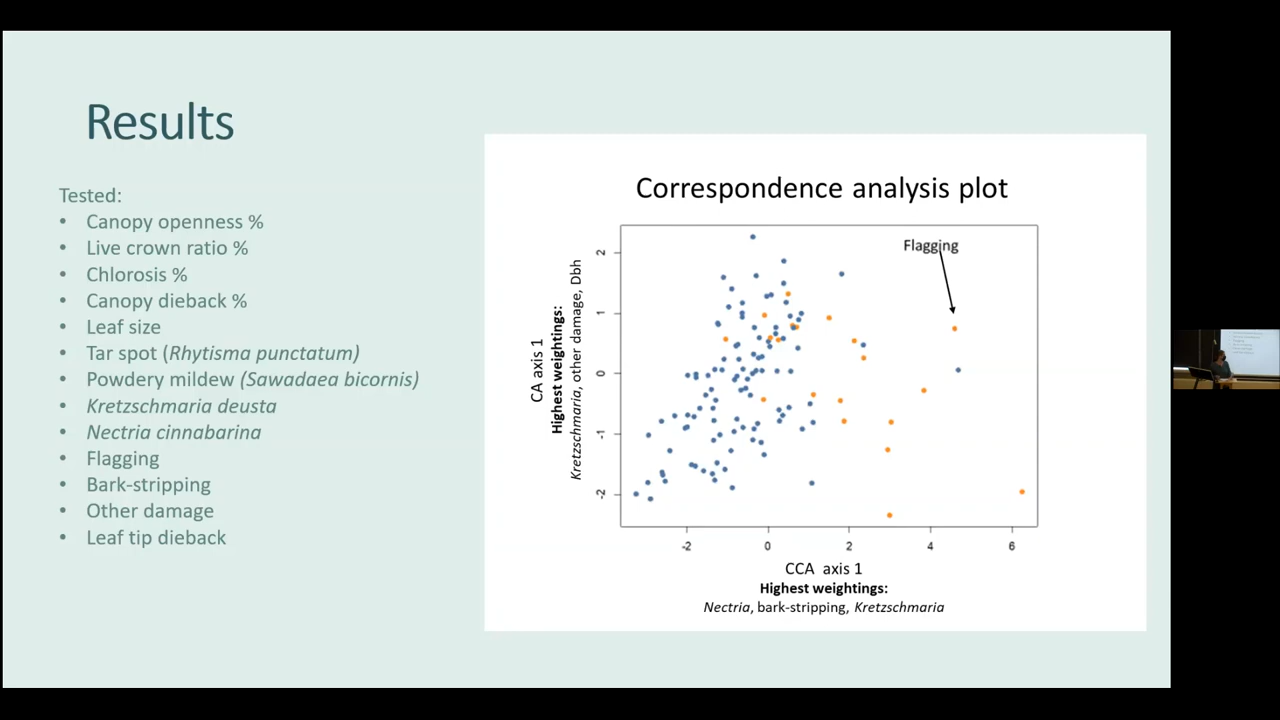 Results
Tested:
• Canopy openness %
• Live crown ratio %
• Chlorosis %
• Canopy dieback %
• Leaf size
• Tar spot (Rhytisma punctatum)
• Powdery mildew (Sawadaea bicornis)
• Kretzschmaria deusta
• Nectria cinnabarina
• Flagging
• Bark-stripping
• Other damage
• Leaf tip dieback
Correspondence analysis plot
Flagging
CA axis 1
Highest weightings:
Kretzschmaria, other damage, Dbh
2
1
0
-1
-2
-2 0 2 4 6
CCA axis 1
Highest weightings:
Nectria, bark-stripping, Kretzschmaria